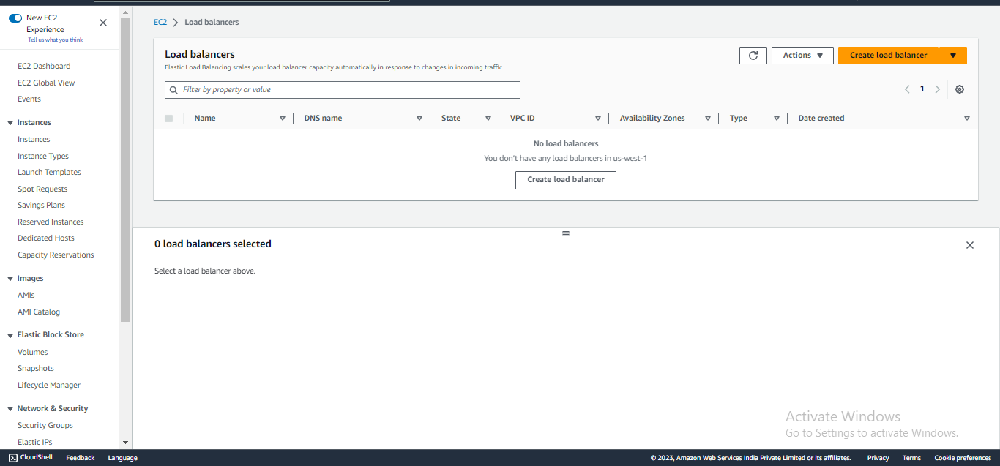 New EC2
Experience
Tell us what you think
EC2 Dashboard
EC2 Global View
Events
Instances
Instances
Instance Types
Launch Templates
Spot Requests
Savings Plans
Reserved Instances
Dedicated Hosts
Capacity Reservations
Images
AMIs
AMI Catalog
Elastic Block Store
Volumes
Snapshots
Lifecycle Manager
Network & Security
Security Groups
Elastic IPs
EC2 Load balancers
Load balancers
Elastic Load Balancing scales your load balancer capacity automatically in response to changes in incoming traffic.
Actions Create load balancer
Filter by property or value
1
Name DNS name State VPC ID Availability Zones Type Date created
No load balancers
You don't have any load balancers in us-west-1
Create load balancer
0 load balancers selected
Select a load balancer above.
Activate Windows
Go to Settings to activate Windows.
CloudShell Feedback Language © 2023, Amazon Web Services India Private Limited or its affiliates. Privacy Terms Cookie preferences